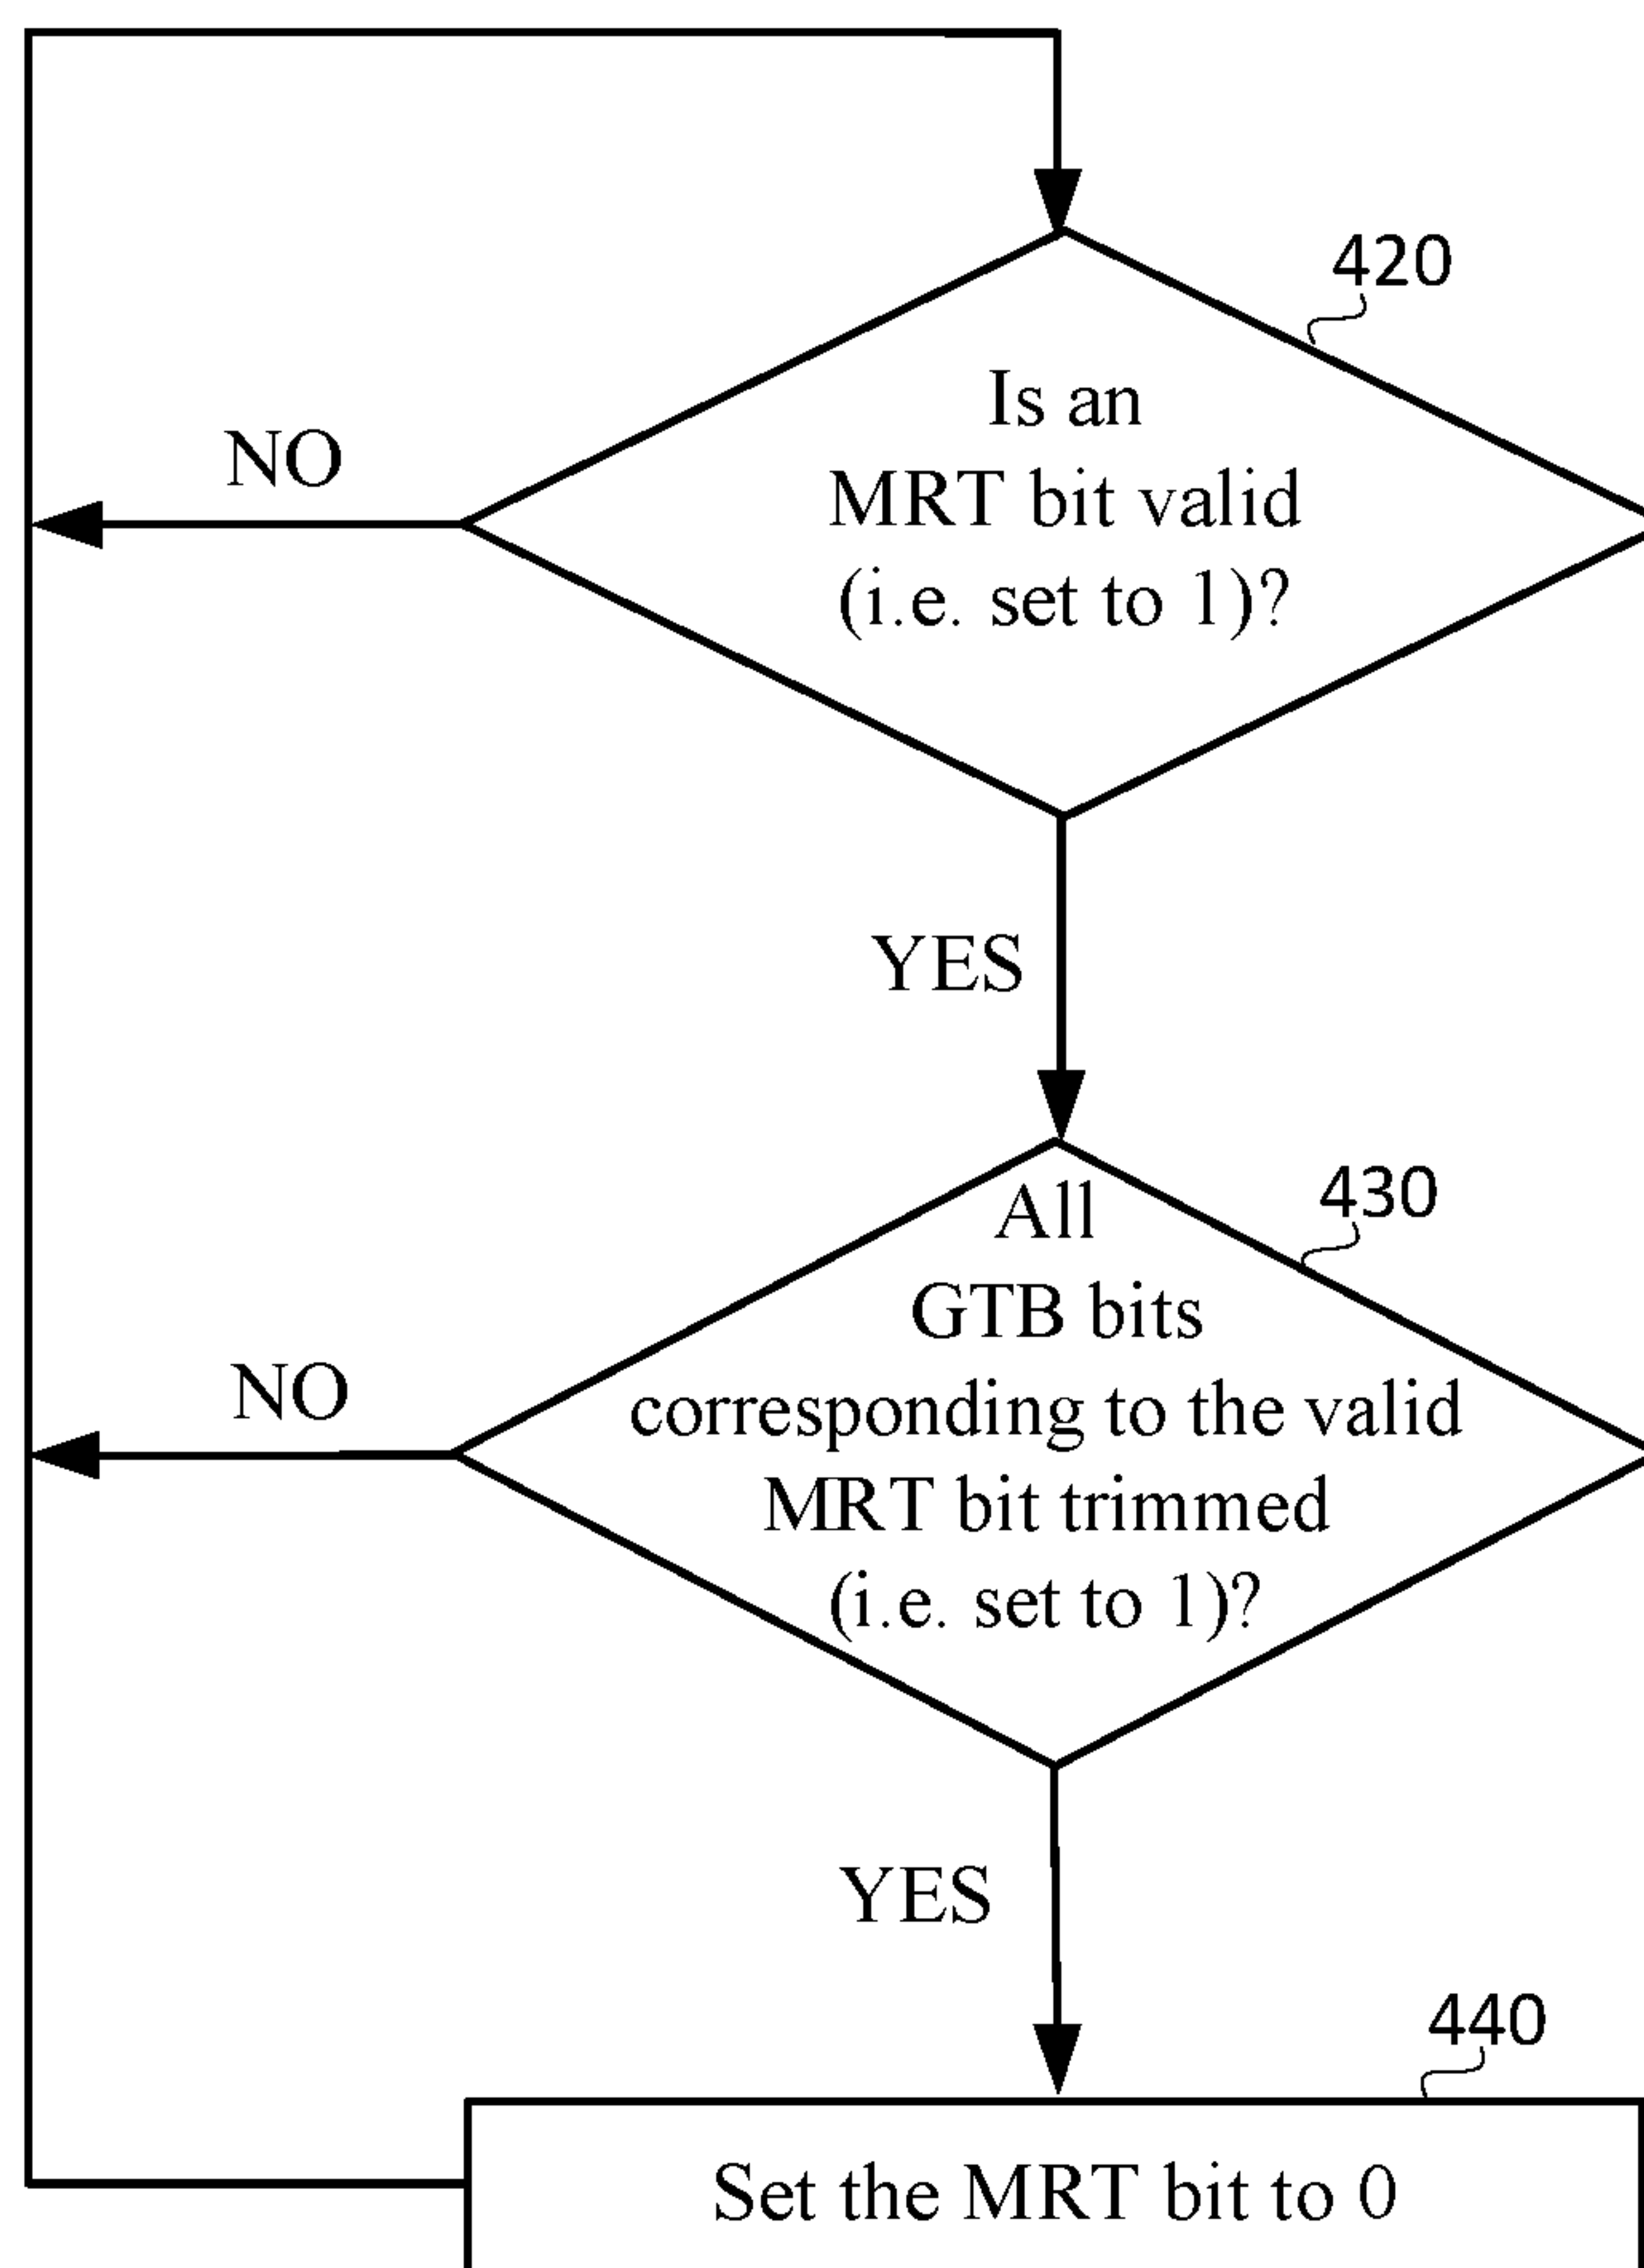 420
Is an
MRT bit valid
(i.e. set to 1)?
NO
YES
430
All
GTB bits
corresponding to the valid
MRT bit trimmed
(i.e. set to 1)?
NO
YES
440
Set the MRT bit to 0